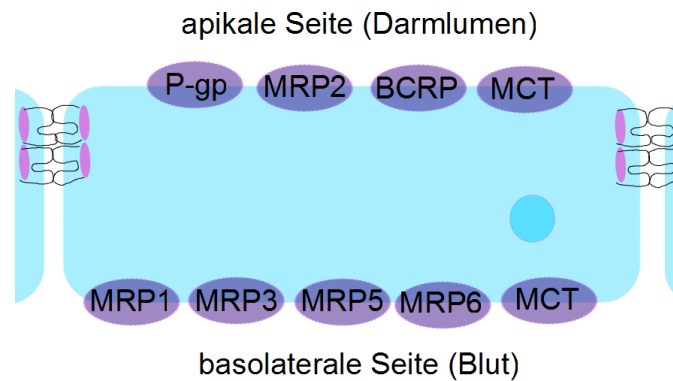 apikale Seite (Darmlumen)
P-gp MRP2 BCRP MCT
MRP1 MRP3 MRP5 MRP6 MCT
basolaterale Seite (Blut)